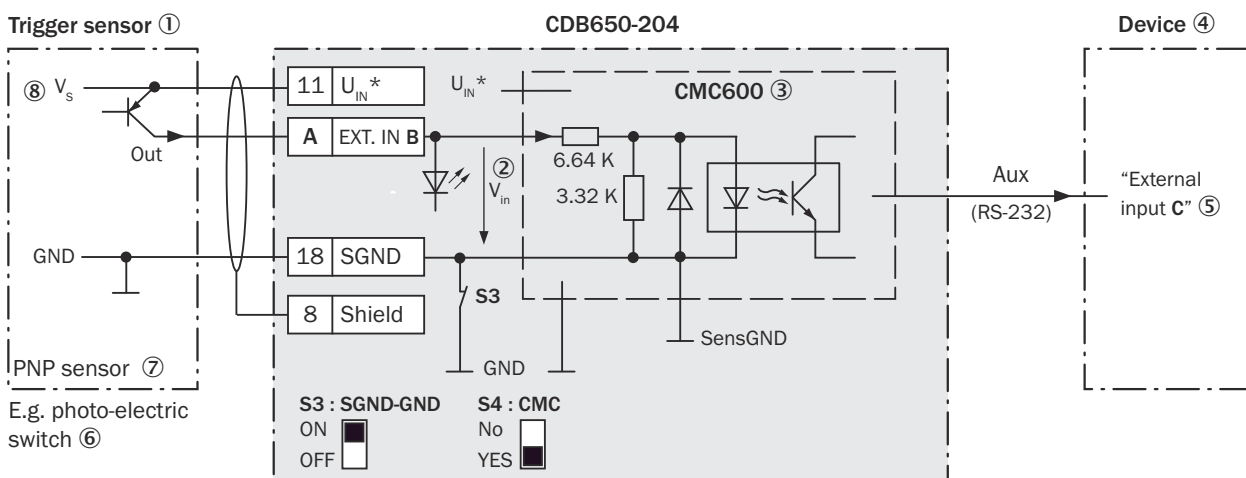 Trigger sensor ①
CDB650-204
Device ④
⑧ Vs
Out
GND
PNP sensor ⑦
E.g. photo-electric
switch ⑥
11 UIN*
A EXT. IN B
18 SGND
8 Shield
UIN*
CMC600 ③
② Vin
6.64 K
3.32 K
S3
GND
SensGND
S3 : SGND-GND
ON
OFF
S4 : CMC
No
YES
Aux
(RS-232)
“External
input C” ⑤